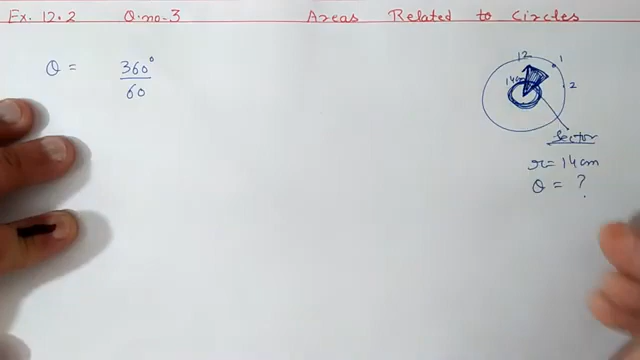 Ex. 12.2 Q.no.3 Areas Related to Circles
θ = 360°/60
12
1
14cm
2
Sector
r = 14cm
θ = ?